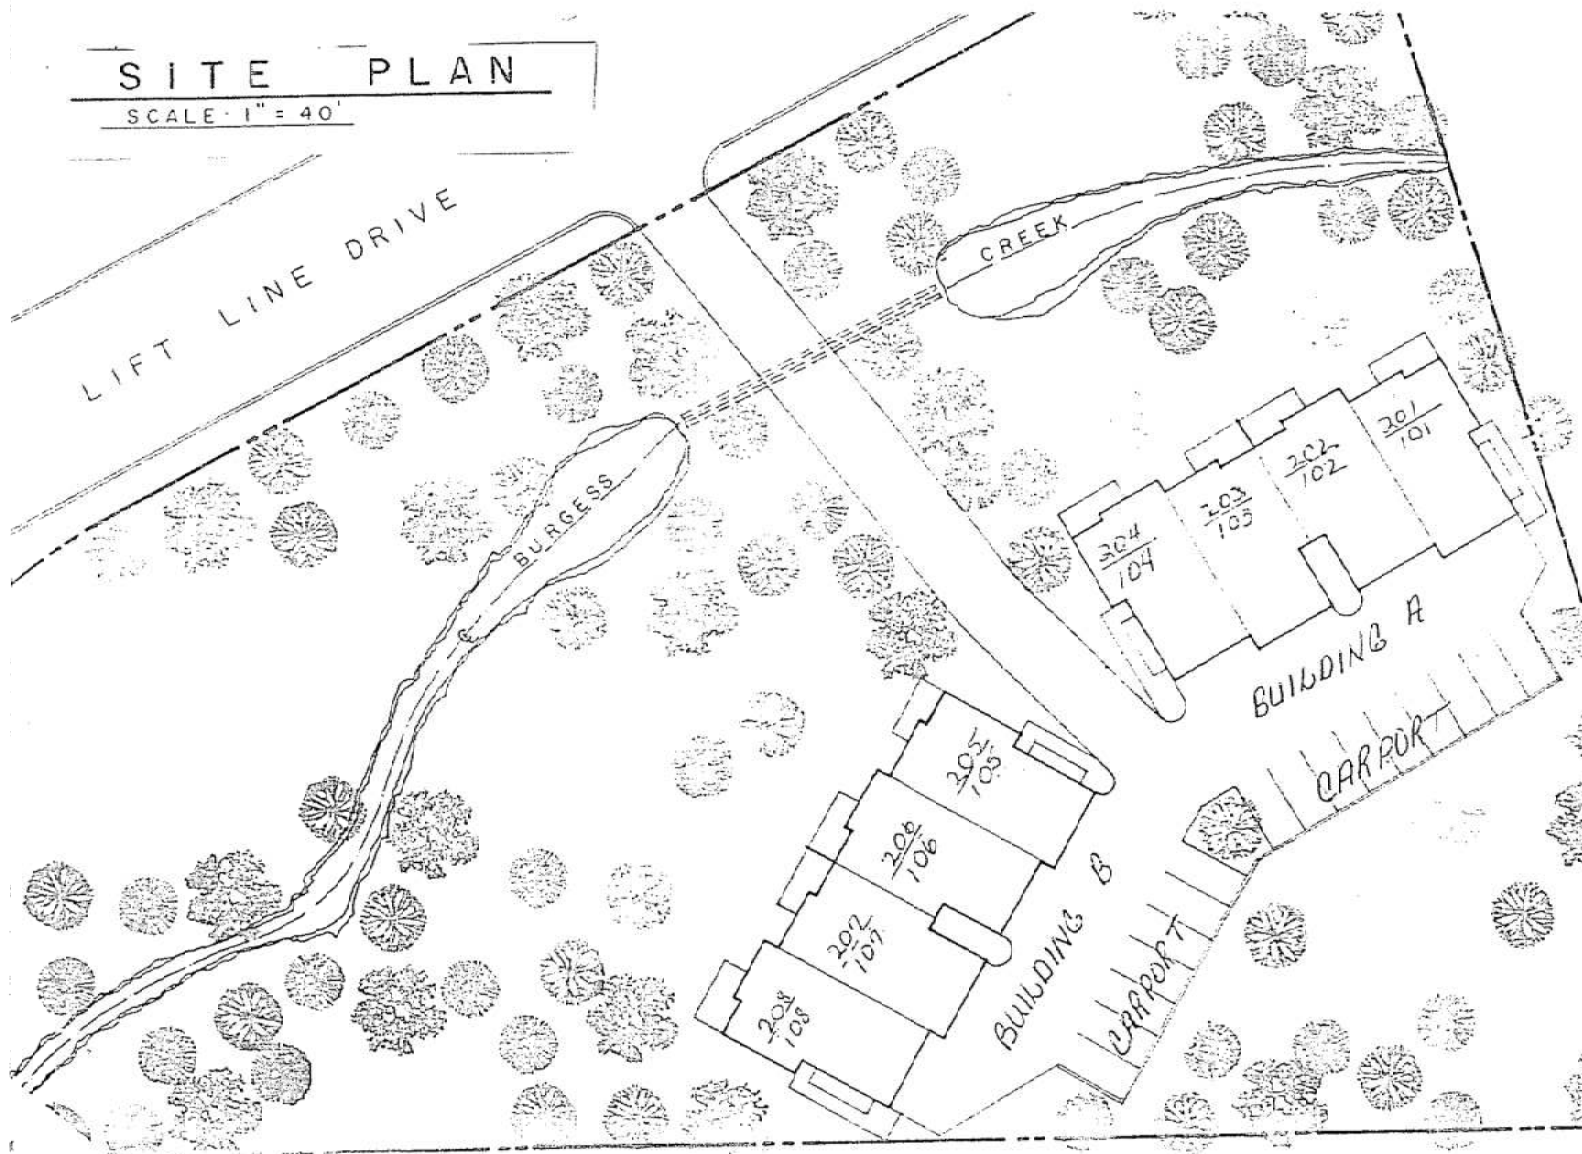 SITE PLAN
SCALE · 1" = 40'
LIFT LINE DRIVE
CREEK
BURGESS
201
101
202
102
203
103
204
104
BUILDING A
CARPORT
205
105
206
106
207
107
208
108
BUILDING B
CARPORT